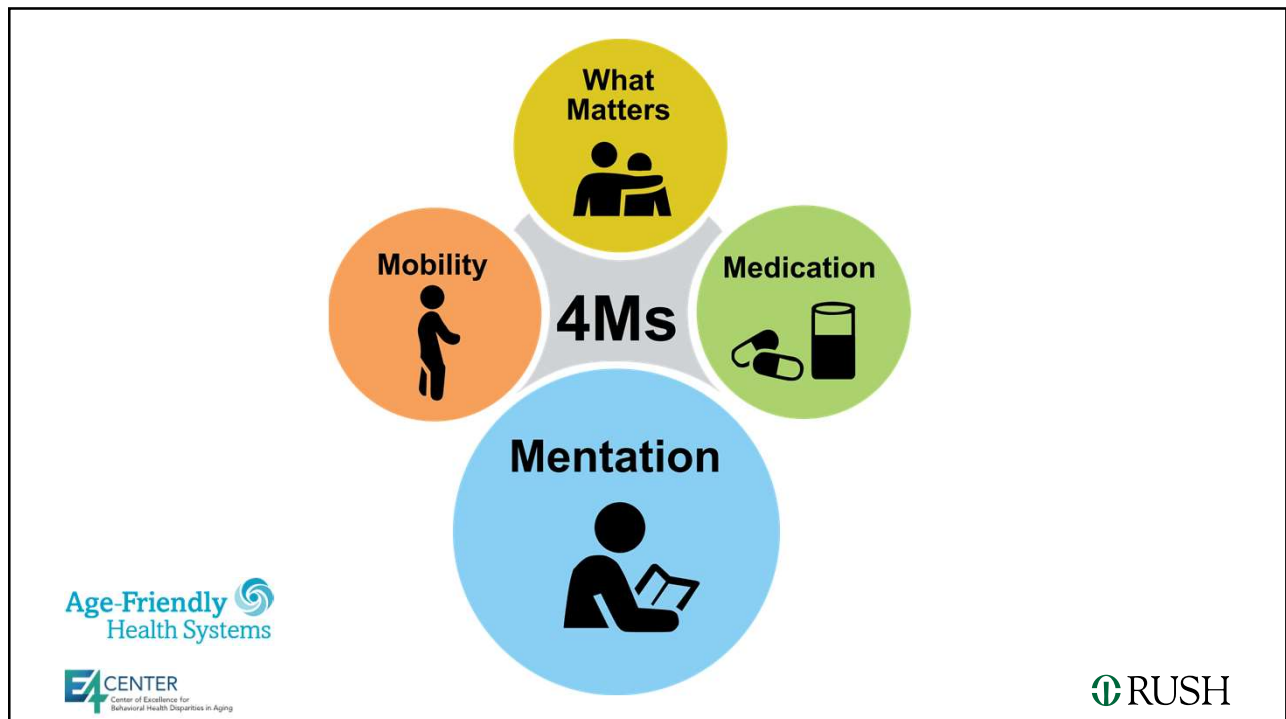 What
Matters
Mobility
Medication
4Ms
Mentation
Age-Friendly
Health Systems
E4 CENTER
Center of Excellence for
Behavioral Health Disparities in Aging
RUSH